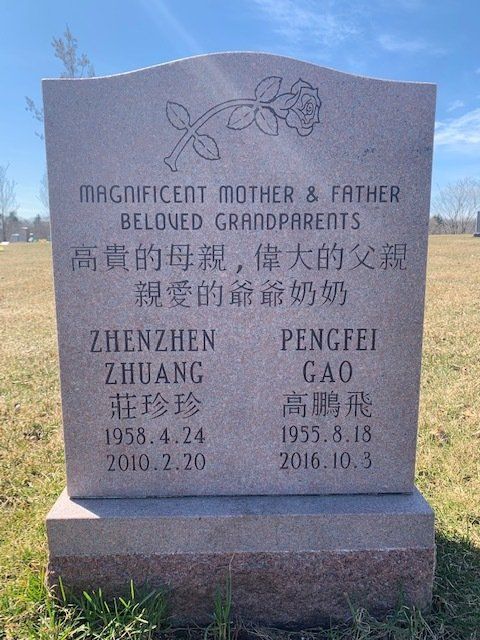 MAGNIFICENT MOTHER & FATHER
BELOVED GRANDPARENTS
高貴的母親,偉大的父親
親愛的爺爺奶奶
ZHENZHEN
ZHUANG
莊珍珍
1958.4.24
2010.2.20
PENGFEI
GAO
高鵬飛
1955.8.18
2016.10.3